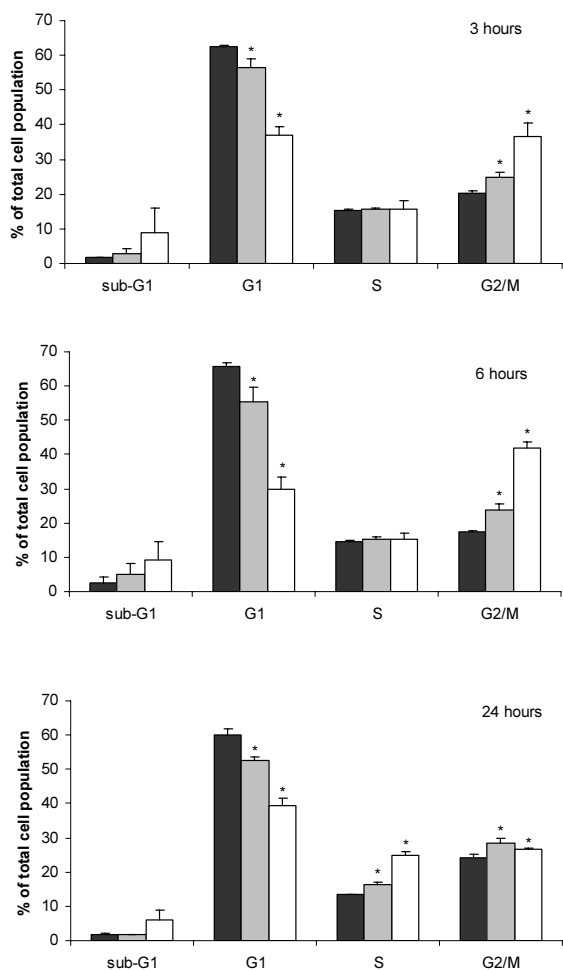 3 hours
% of total cell population
70
60
50
40
30
20
10
0
* * * *
sub-G1 G1 S G2/M
6 hours
% of total cell population
70
60
50
40
30
20
10
0
* * * *
sub-G1 G1 S G2/M
24 hours
% of total cell population
70
60
50
40
30
20
10
0
* * * * * *
sub-G1 G1 S G2/M